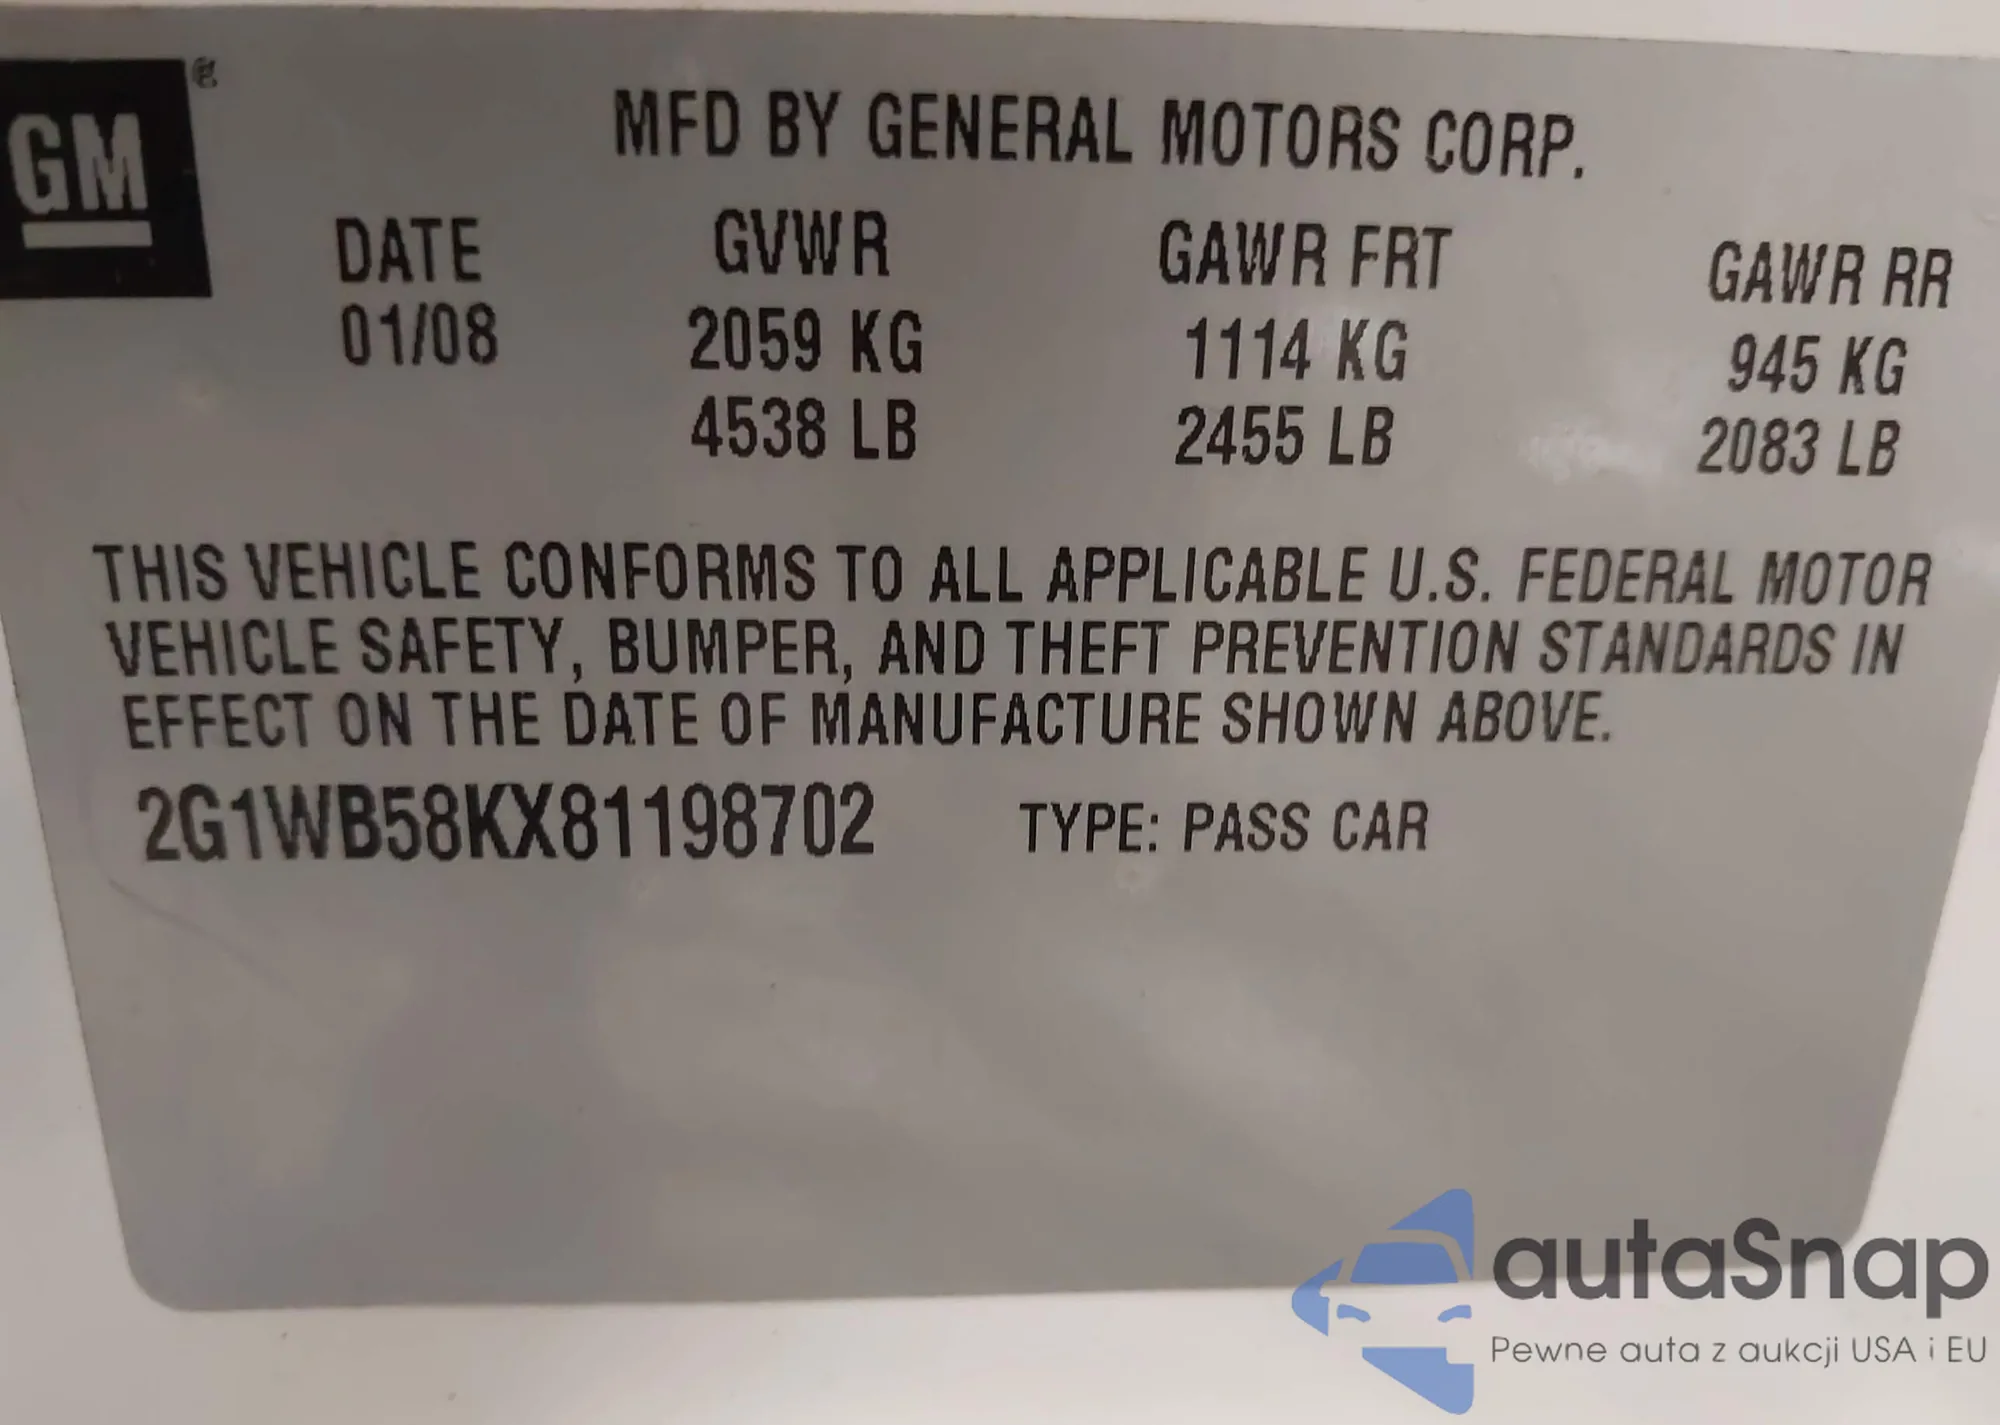 GM®
MFD BY GENERAL MOTORS CORP.
DATE GVWR GAWR FRT GAWR RR
01/08 2059 KG 1114 KG 945 KG
4538 LB 2455 LB 2083 LB
THIS VEHICLE CONFORMS TO ALL APPLICABLE U.S. FEDERAL MOTOR
VEHICLE SAFETY, BUMPER, AND THEFT PREVENTION STANDARDS IN
EFFECT ON THE DATE OF MANUFACTURE SHOWN ABOVE.
2G1WB58KX81198702 TYPE: PASS CAR
autaSnap
Pewne auta z aukcji USA i EU